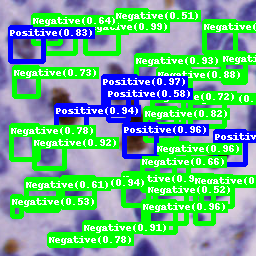 Negative(0.51)
Negative(0.64)
Negative(0.99)
Positive(0.83)
Negative(0.93)
Negative(0.73)
Negative(0.88)
Positive(0.97)
Positive(0.58)
Positive(0.94)
Negative(0.82)
Negative(0.78)
Positive(0.96)
Negative(0.92)
Negative(0.96)
Negative(0.66)
Negative(0.61)
Negative(0.52)
Negative(0.53)
Negative(0.96)
Negative(0.91)
Negative(0.78)